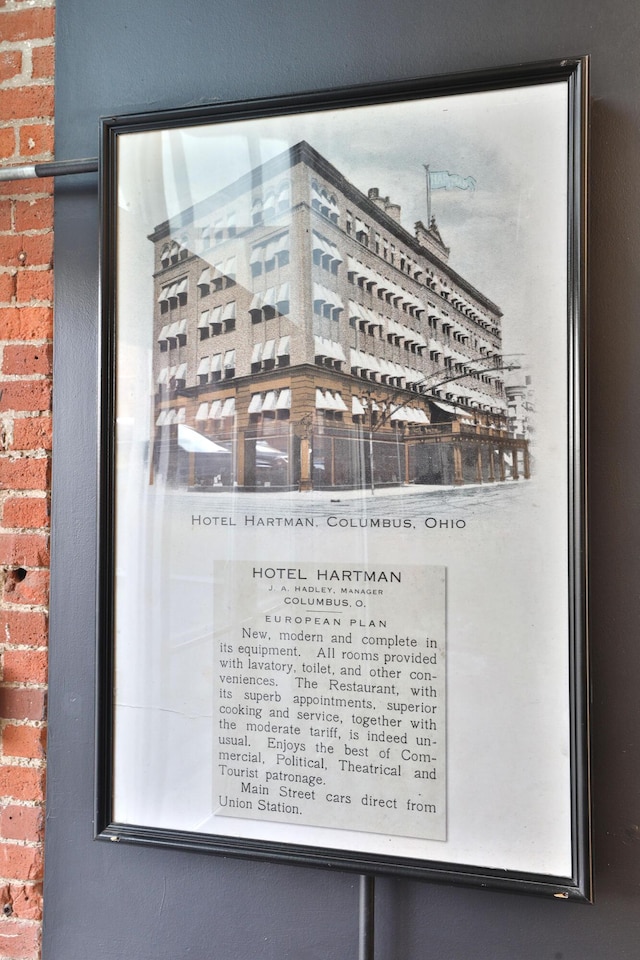 HOTEL HARTMAN, COLUMBUS, OHIO
HOTEL HARTMAN
J. A. HADLEY, MANAGER
COLUMBUS, O.
EUROPEAN PLAN
New, modern and complete in
its equipment. All rooms provided
with lavatory, toilet, and other con-
veniences. The Restaurant, with
its superb appointments, superior
cooking and service, together with
the moderate tariff, is indeed un-
usual. Enjoys the best of Com-
mercial, Political, Theatrical and
Tourist patronage.
Main Street cars direct from
Union Station.